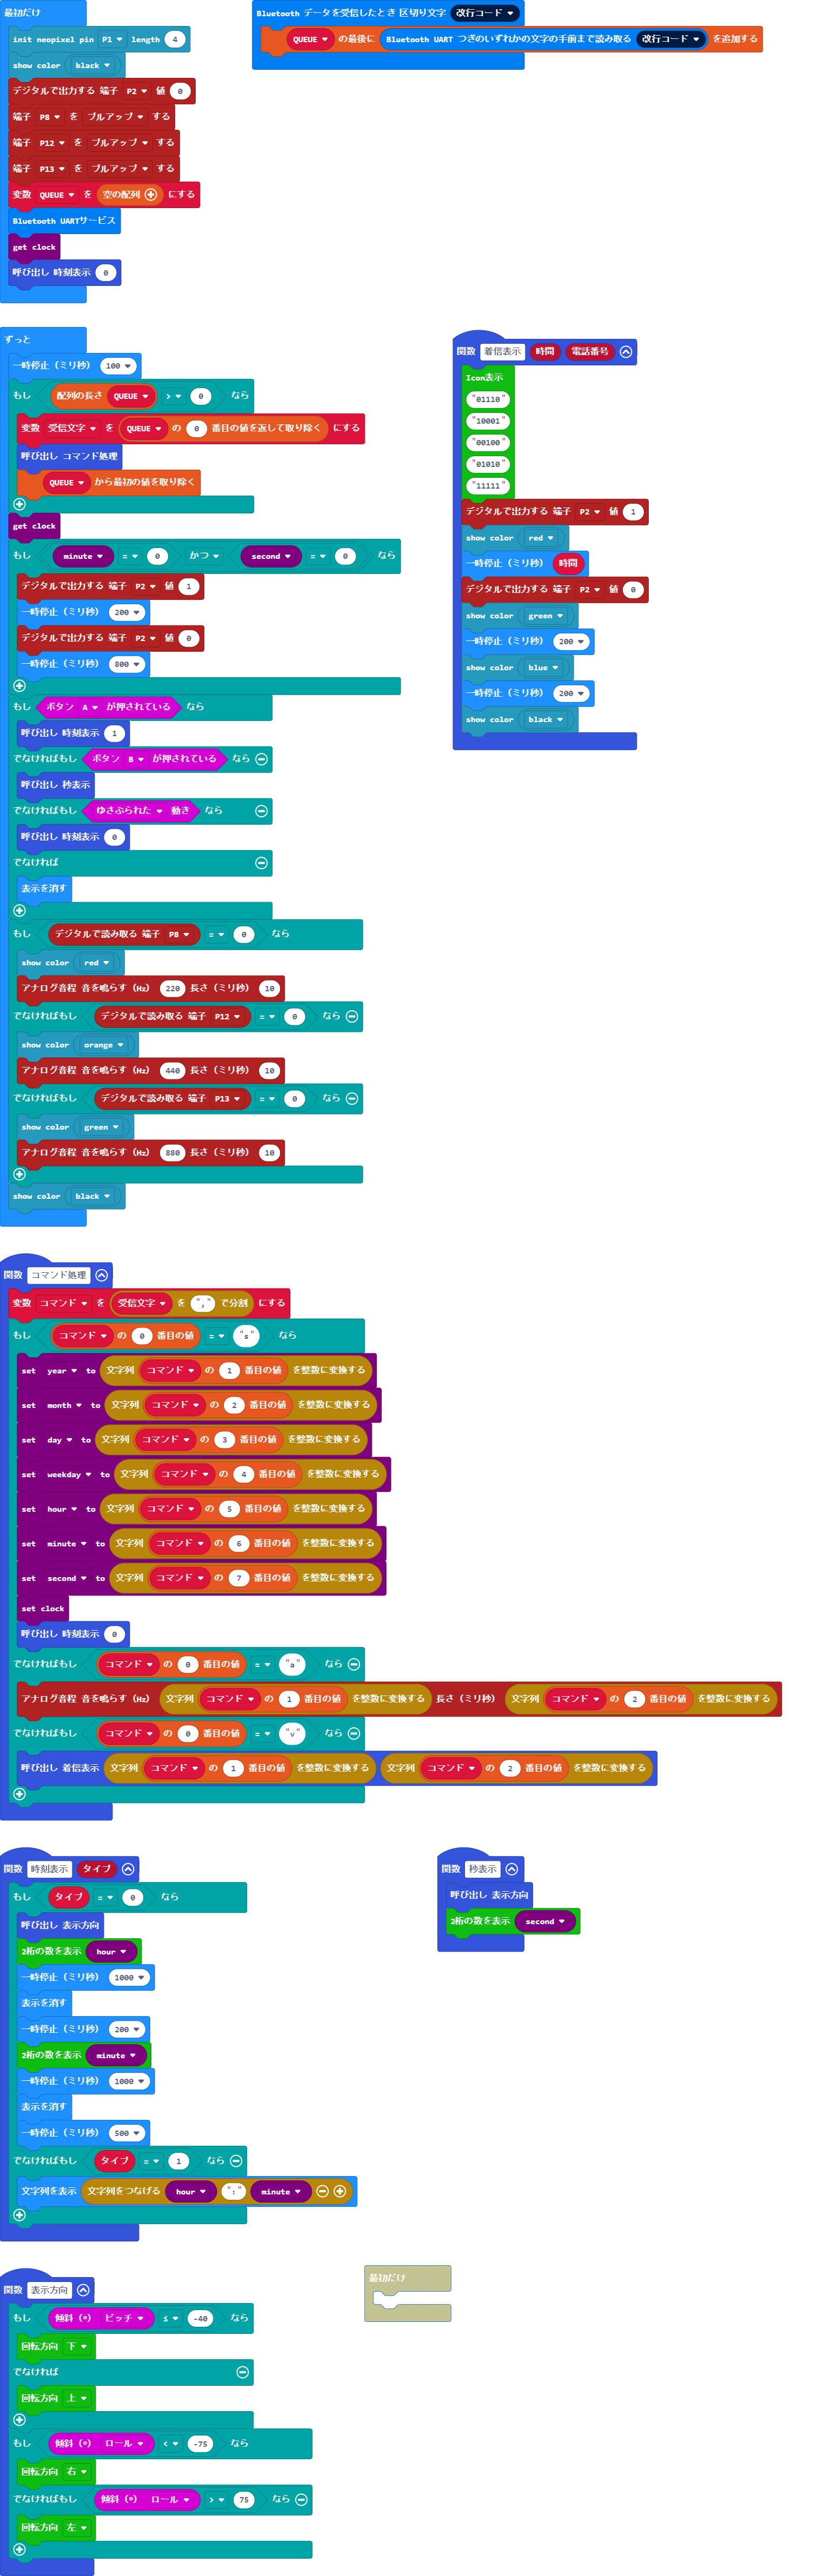 最初だけ
init neopixel pin P1 length 4
show color black
デジタルで出力する 端子 P2 値 0
端子 P8 を プルアップ する
端子 P12 を プルアップ する
端子 P13 を プルアップ する
変数 QUEUE を 空の配列 にする
Bluetooth UARTサービス
get clock
呼び出し 時刻表示 0
Bluetooth データを受信したとき 区切り文字 改行コード
QUEUE の最後に Bluetooth UART つぎのいずれかの文字の手前まで読み取る 改行コード を追加する
ずっと
一時停止（ミリ秒） 100
もし 配列の長さ QUEUE > 0 なら
変数 受信文字 を QUEUE の 0 番目の値を返して取り除く にする
呼び出し コマンド処理
QUEUE から最初の値を取り除く
get clock
もし minute = 0 かつ second = 0 なら
デジタルで出力する 端子 P2 値 1
一時停止（ミリ秒） 200
デジタルで出力する 端子 P2 値 0
一時停止（ミリ秒） 800
もし ボタン A が押されている なら
呼び出し 時刻表示 1
でなければもし ボタン B が押されている なら
呼び出し 秒表示
でなければもし ゆさぶられた 動き なら
呼び出し 時刻表示 0
でなければ
表示を消す
もし デジタルで読み取る 端子 P8 = 0 なら
show color red
アナログ音程 音を鳴らす（Hz） 220 長さ（ミリ秒） 10
でなければもし デジタルで読み取る 端子 P12 = 0 なら
show color orange
アナログ音程 音を鳴らす（Hz） 440 長さ（ミリ秒） 10
でなければもし デジタルで読み取る 端子 P13 = 0 なら
show color green
アナログ音程 音を鳴らす（Hz） 880 長さ（ミリ秒） 10
show color black
関数 着信表示 時間 電話番号
Icon表示
"01110"
"10001"
"00100"
"01010"
"11111"
デジタルで出力する 端子 P2 値 1
show color red
一時停止（ミリ秒） 時間
デジタルで出力する 端子 P2 値 0
show color green
一時停止（ミリ秒） 200
show color blue
一時停止（ミリ秒） 200
show color black
関数 コマンド処理
変数 コマンド を 受信文字 を "," で分割 にする
もし コマンド の 0 番目の値 = "s" なら
set year to 文字列 コマンド の 1 番目の値 を整数に変換する
set month to 文字列 コマンド の 2 番目の値 を整数に変換する
set day to 文字列 コマンド の 3 番目の値 を整数に変換する
set weekday to 文字列 コマンド の 4 番目の値 を整数に変換する
set hour to 文字列 コマンド の 5 番目の値 を整数に変換する
set minute to 文字列 コマンド の 6 番目の値 を整数に変換する
set second to 文字列 コマンド の 7 番目の値 を整数に変換する
set clock
呼び出し 時刻表示 0
でなければもし コマンド の 0 番目の値 = "a" なら
アナログ音程 音を鳴らす（Hz） 文字列 コマンド の 1 番目の値 を整数に変換する 長さ（ミリ秒） 文字列 コマンド の 2 番目の値 を整数に変換する
でなければもし コマンド の 0 番目の値 = "v" なら
呼び出し 着信表示 文字列 コマンド の 1 番目の値 を整数に変換する 文字列 コマンド の 2 番目の値 を整数に変換する
関数 時刻表示 タイプ
もし タイプ = 0 なら
呼び出し 表示方向
2桁の数を表示 hour
一時停止（ミリ秒） 1000
表示を消す
一時停止（ミリ秒） 200
2桁の数を表示 minute
一時停止（ミリ秒） 1000
表示を消す
一時停止（ミリ秒） 500
でなければもし タイプ = 1 なら
文字列を表示 文字列をつなげる hour ":" minute
関数 秒表示
呼び出し 表示方向
2桁の数を表示 second
関数 表示方向
もし 傾斜（°） ピッチ ≤ -40 なら
回転方向 下
でなければ
回転方向 上
もし 傾斜（°） ロール < -75 なら
回転方向 右
でなければもし 傾斜（°） ロール > 75 なら
回転方向 左
最初だけ